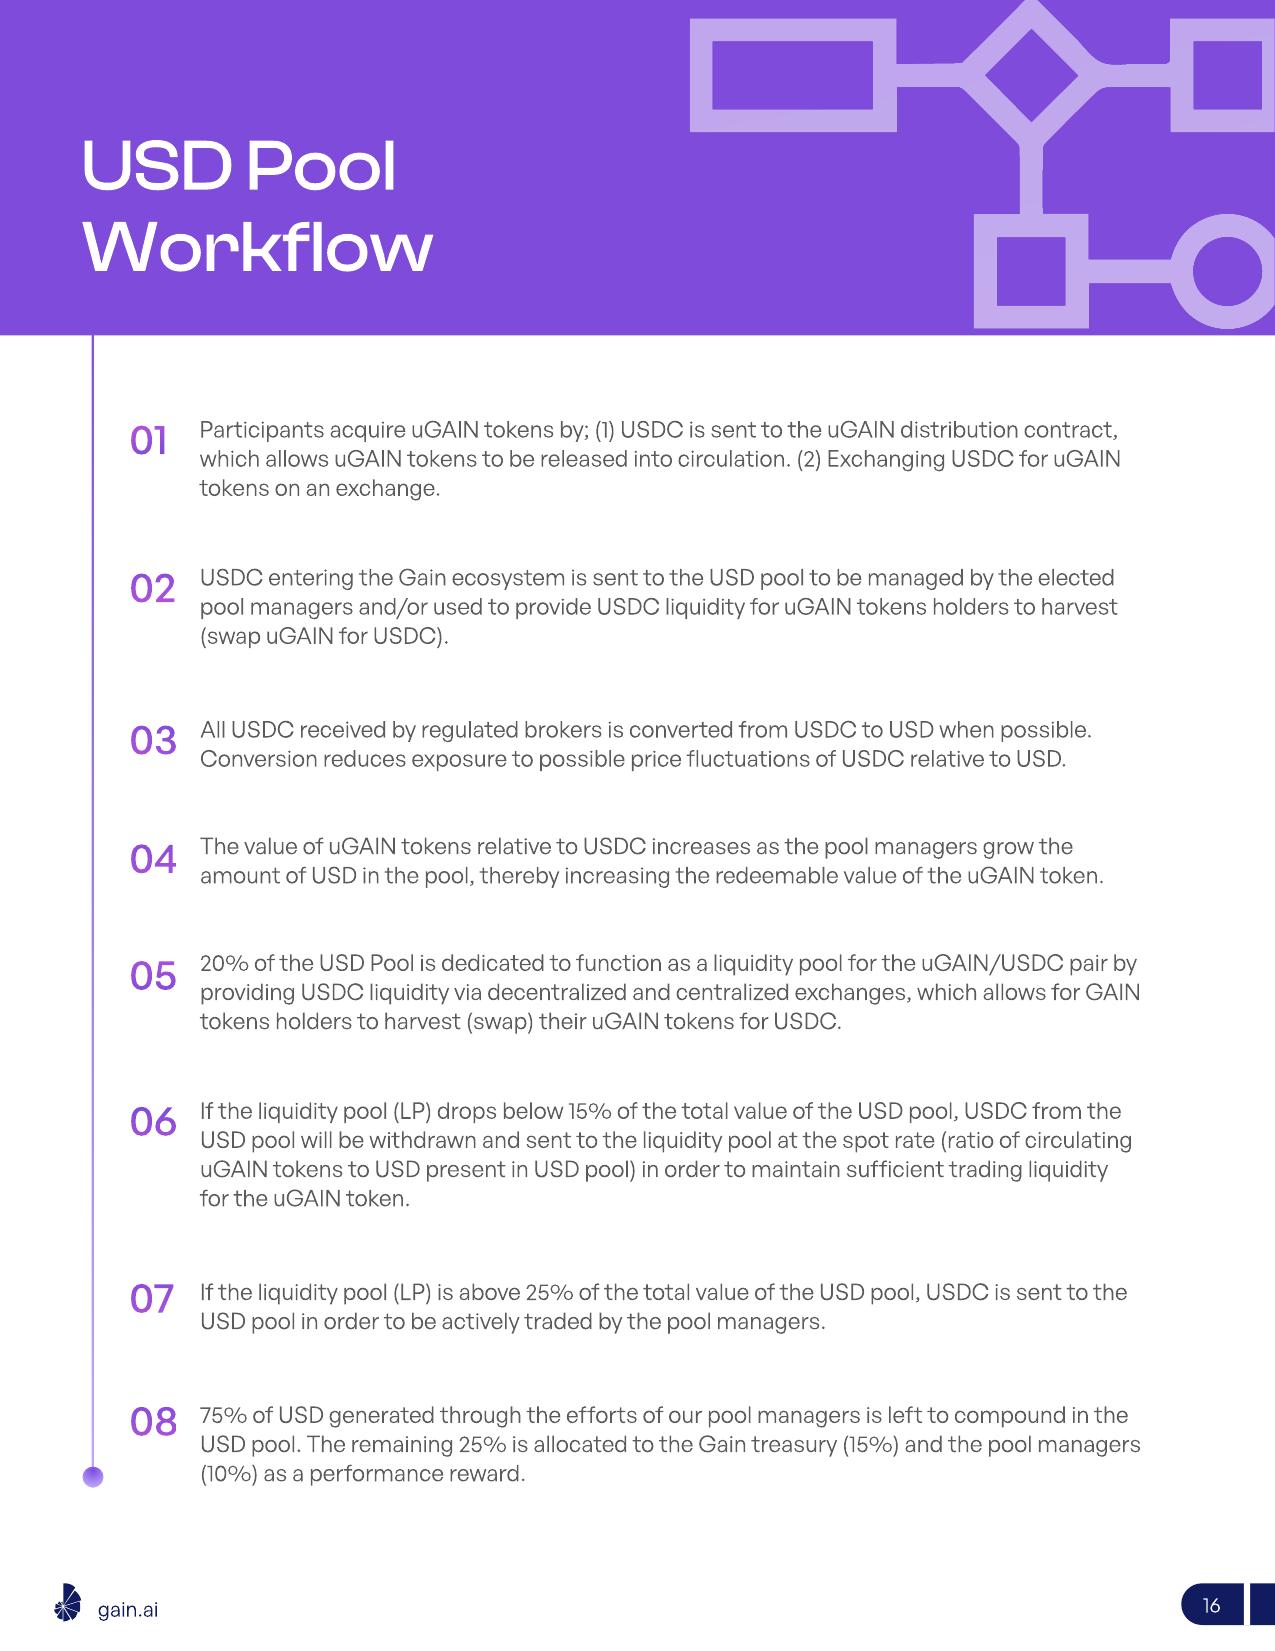 USD Pool
Workflow
01
Participants acquire uGAIN tokens by; (1) USDC is sent to the uGAIN distribution contract,
which allows uGAIN tokens to be released into circulation. (2) Exchanging USDC for uGAIN
tokens on an exchange.
02
USDC entering the Gain ecosystem is sent to the USD pool to be managed by the elected
pool managers and/or used to provide USDC liquidity for uGAIN tokens holders to harvest
(swap uGAIN for USDC).
03
All USDC received by regulated brokers is converted from USDC to USD when possible.
Conversion reduces exposure to possible price fluctuations of USDC relative to USD.
04
The value of uGAIN tokens relative to USDC increases as the pool managers grow the
amount of USD in the pool, thereby increasing the redeemable value of the uGAIN token.
05
20% of the USD Pool is dedicated to function as a liquidity pool for the uGAIN/USDC pair by
providing USDC liquidity via decentralized and centralized exchanges, which allows for GAIN
tokens holders to harvest (swap) their uGAIN tokens for USDC.
06
If the liquidity pool (LP) drops below 15% of the total value of the USD pool, USDC from the
USD pool will be withdrawn and sent to the liquidity pool at the spot rate (ratio of circulating
uGAIN tokens to USD present in USD pool) in order to maintain sufficient trading liquidity
for the uGAIN token.
07
If the liquidity pool (LP) is above 25% of the total value of the USD pool, USDC is sent to the
USD pool in order to be actively traded by the pool managers.
08
75% of USD generated through the efforts of our pool managers is left to compound in the
USD pool. The remaining 25% is allocated to the Gain treasury (15%) and the pool managers
(10%) as a performance reward.
gain.ai
16